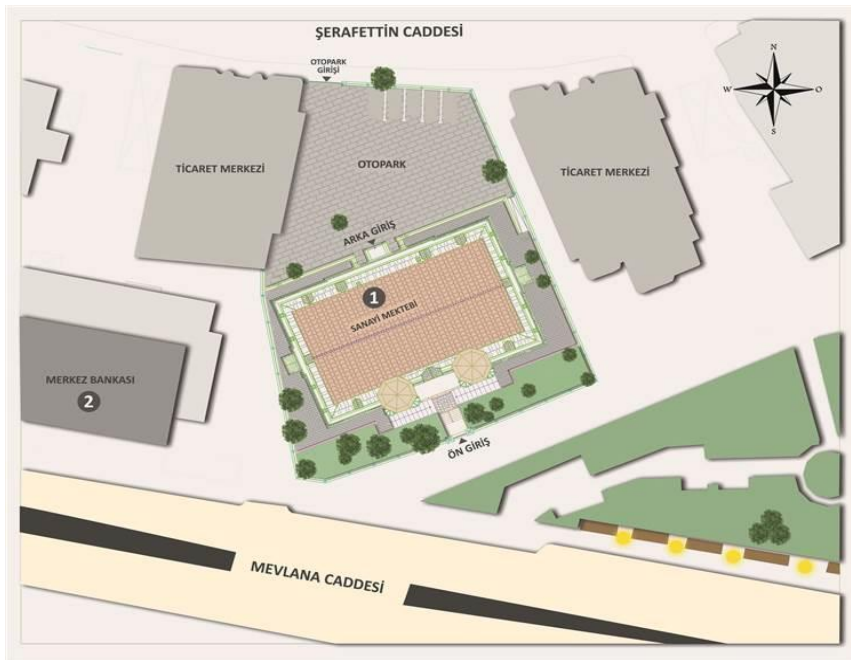 ŞERAFETTİN CADDESİ
OTOPARK
GİRİŞİ
N
W
O
S
TİCARET MERKEZİ
OTOPARK
TİCARET MERKEZİ
ARKA GİRİŞ
1
SANAYİ MEKTEBİ
MERKEZ BANKASI
2
ÖN GİRİŞ
MEVLANA CADDESİ